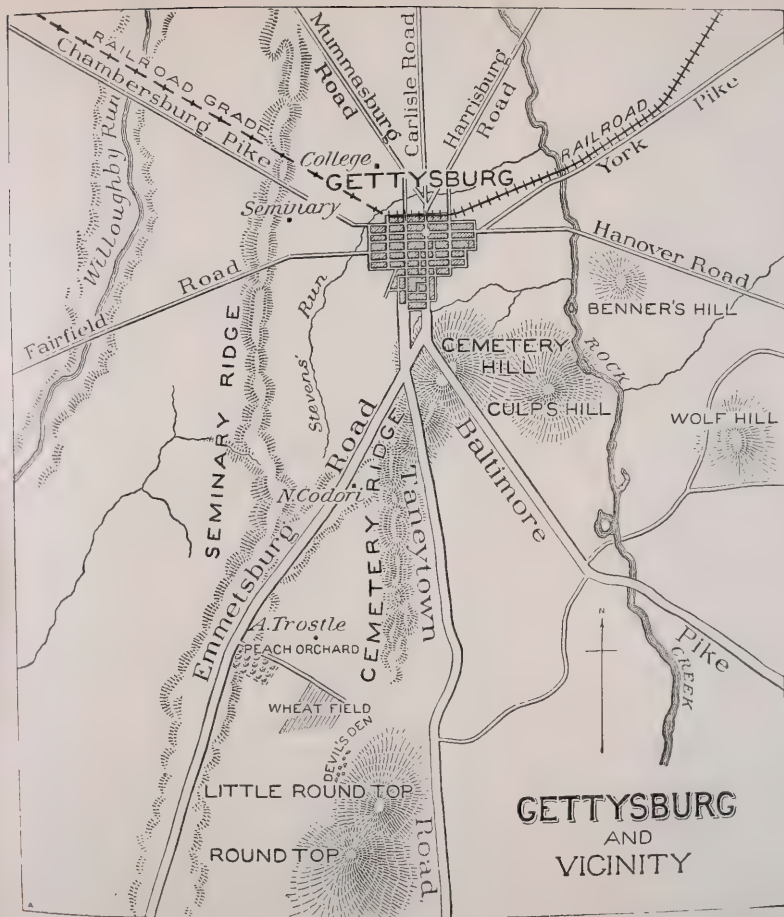 RAILROAD GRADE
Chambersburg Pike
Willoughby Run
Mummasburg
Road
Carlisle Road
Harrisburg
Road
RAILROAD
York
Pike
College
GETTYSBURG
Seminary
Hanover Road
Fairfield
Road
BENNER'S HILL
Stevens' Run
SEMINARY RIDGE
CEMETERY
HILL
CULP'S HILL
ROCK
WOLF HILL
Emmetsburg
Road
N. Codori
CEMETERY RIDGE
Taneytown
Baltimore
Pike
A. Trostle
PEACH ORCHARD
N
CREEK
WHEAT FIELD
DEVIL'S DEN
LITTLE ROUND TOP
Road
ROUND TOP
GETTYSBURG
AND
VICINITY